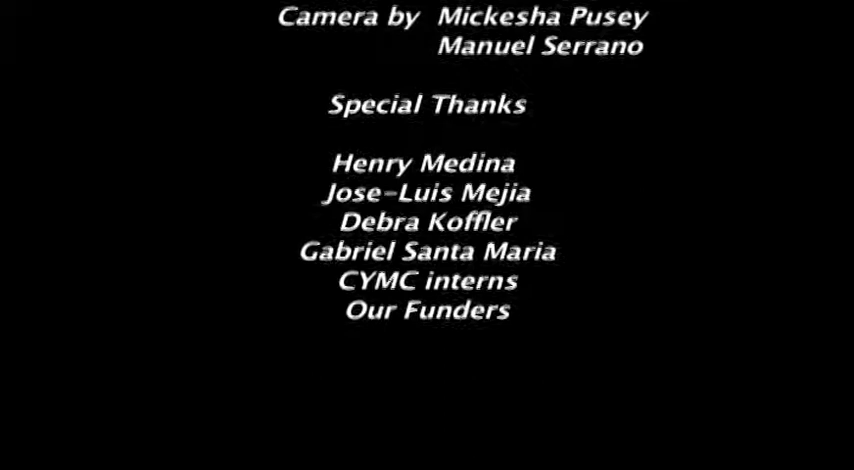 Camera by Mickesha Pusey
Manuel Serrano
Special Thanks
Henry Medina
Jose-Luis Mejia
Debra Koffler
Gabriel Santa Maria
CYMC interns
Our Funders